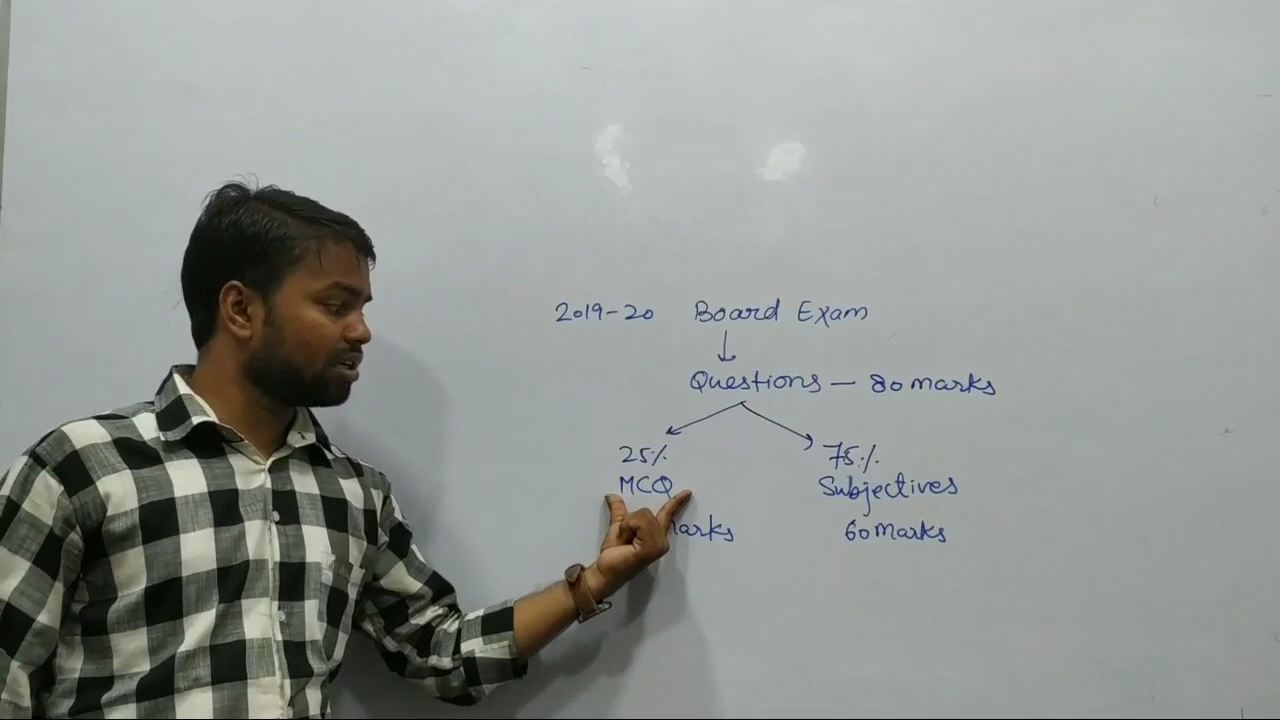 2019-20 Board Exam
Questions — 80 marks
25% 75%
MCQ Subjectives
60 marks